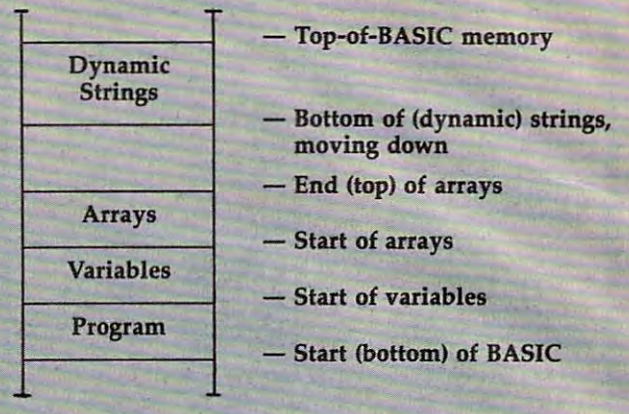 — Top-of-BASIC memory
Dynamic
Strings
— Bottom of (dynamic) strings,
moving down
— End (top) of arrays
Arrays
— Start of arrays
Variables
— Start of variables
Program
— Start (bottom) of BASIC